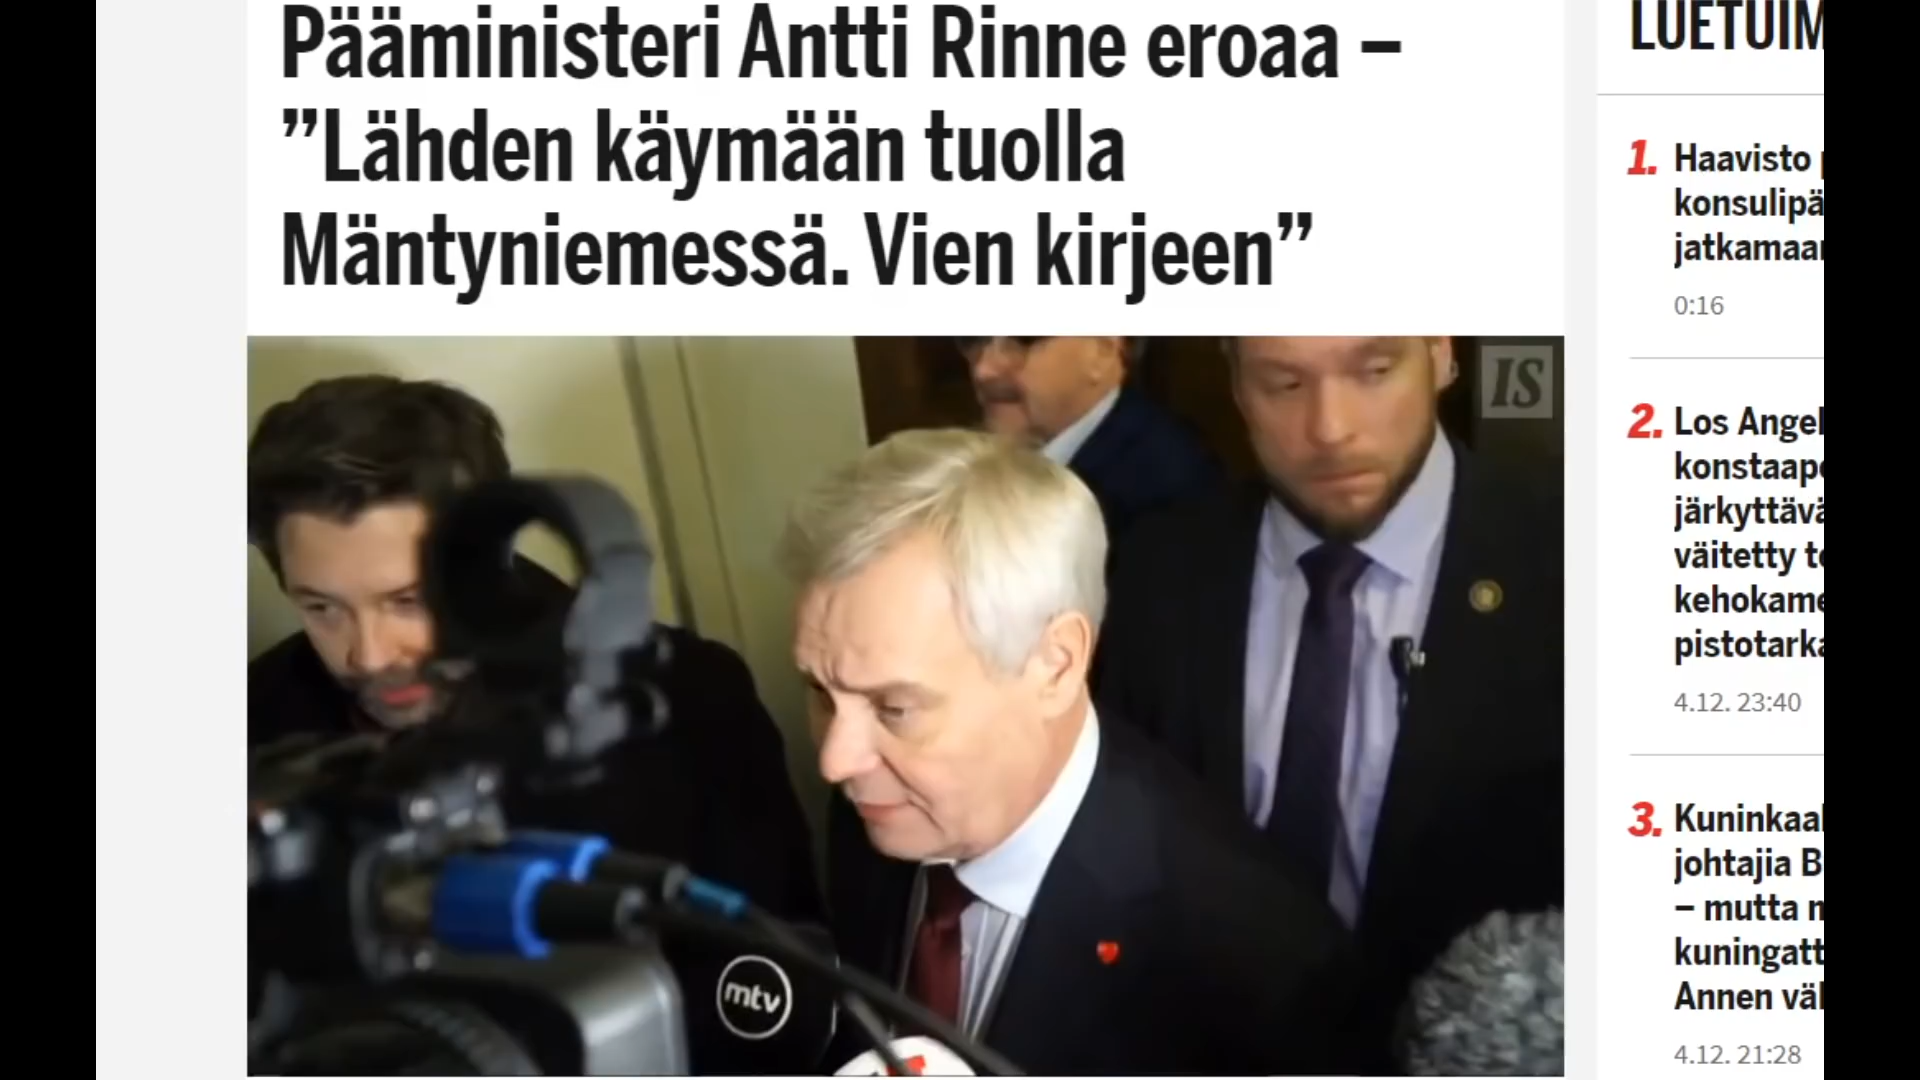 Pääministeri Antti Rinne eroaa –
”Lähden käymään tuolla
Mäntyniemessä. Vien kirjeen”
IS
mtv
LUETUIM
1. Haavisto
konsulipä
jatkamaa
0:16
2. Los Angel
konstaap
järkyttävä
väitetty
kehokame
pistotarka
4.12. 23:40
3. Kuninkaal
johtajia B
– mutta
kuningatt
Annen väl
4.12. 21:28